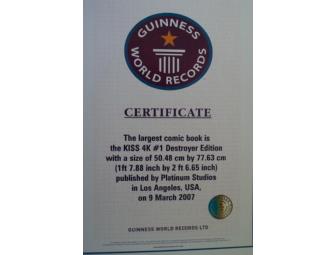 GUINNESS
WORLD RECORDS
CERTIFICATE
The largest comic book is
the KISS 4K #1 Destroyer Edition
with a size of 50.48 cm by 77.63 cm
(1ft 7.88 inch by 2 ft 6.65 inch)
published by Platinum Studios
in Los Angeles, USA,
on 9 March 2007
GUINNESS WORLD RECORDS LTD